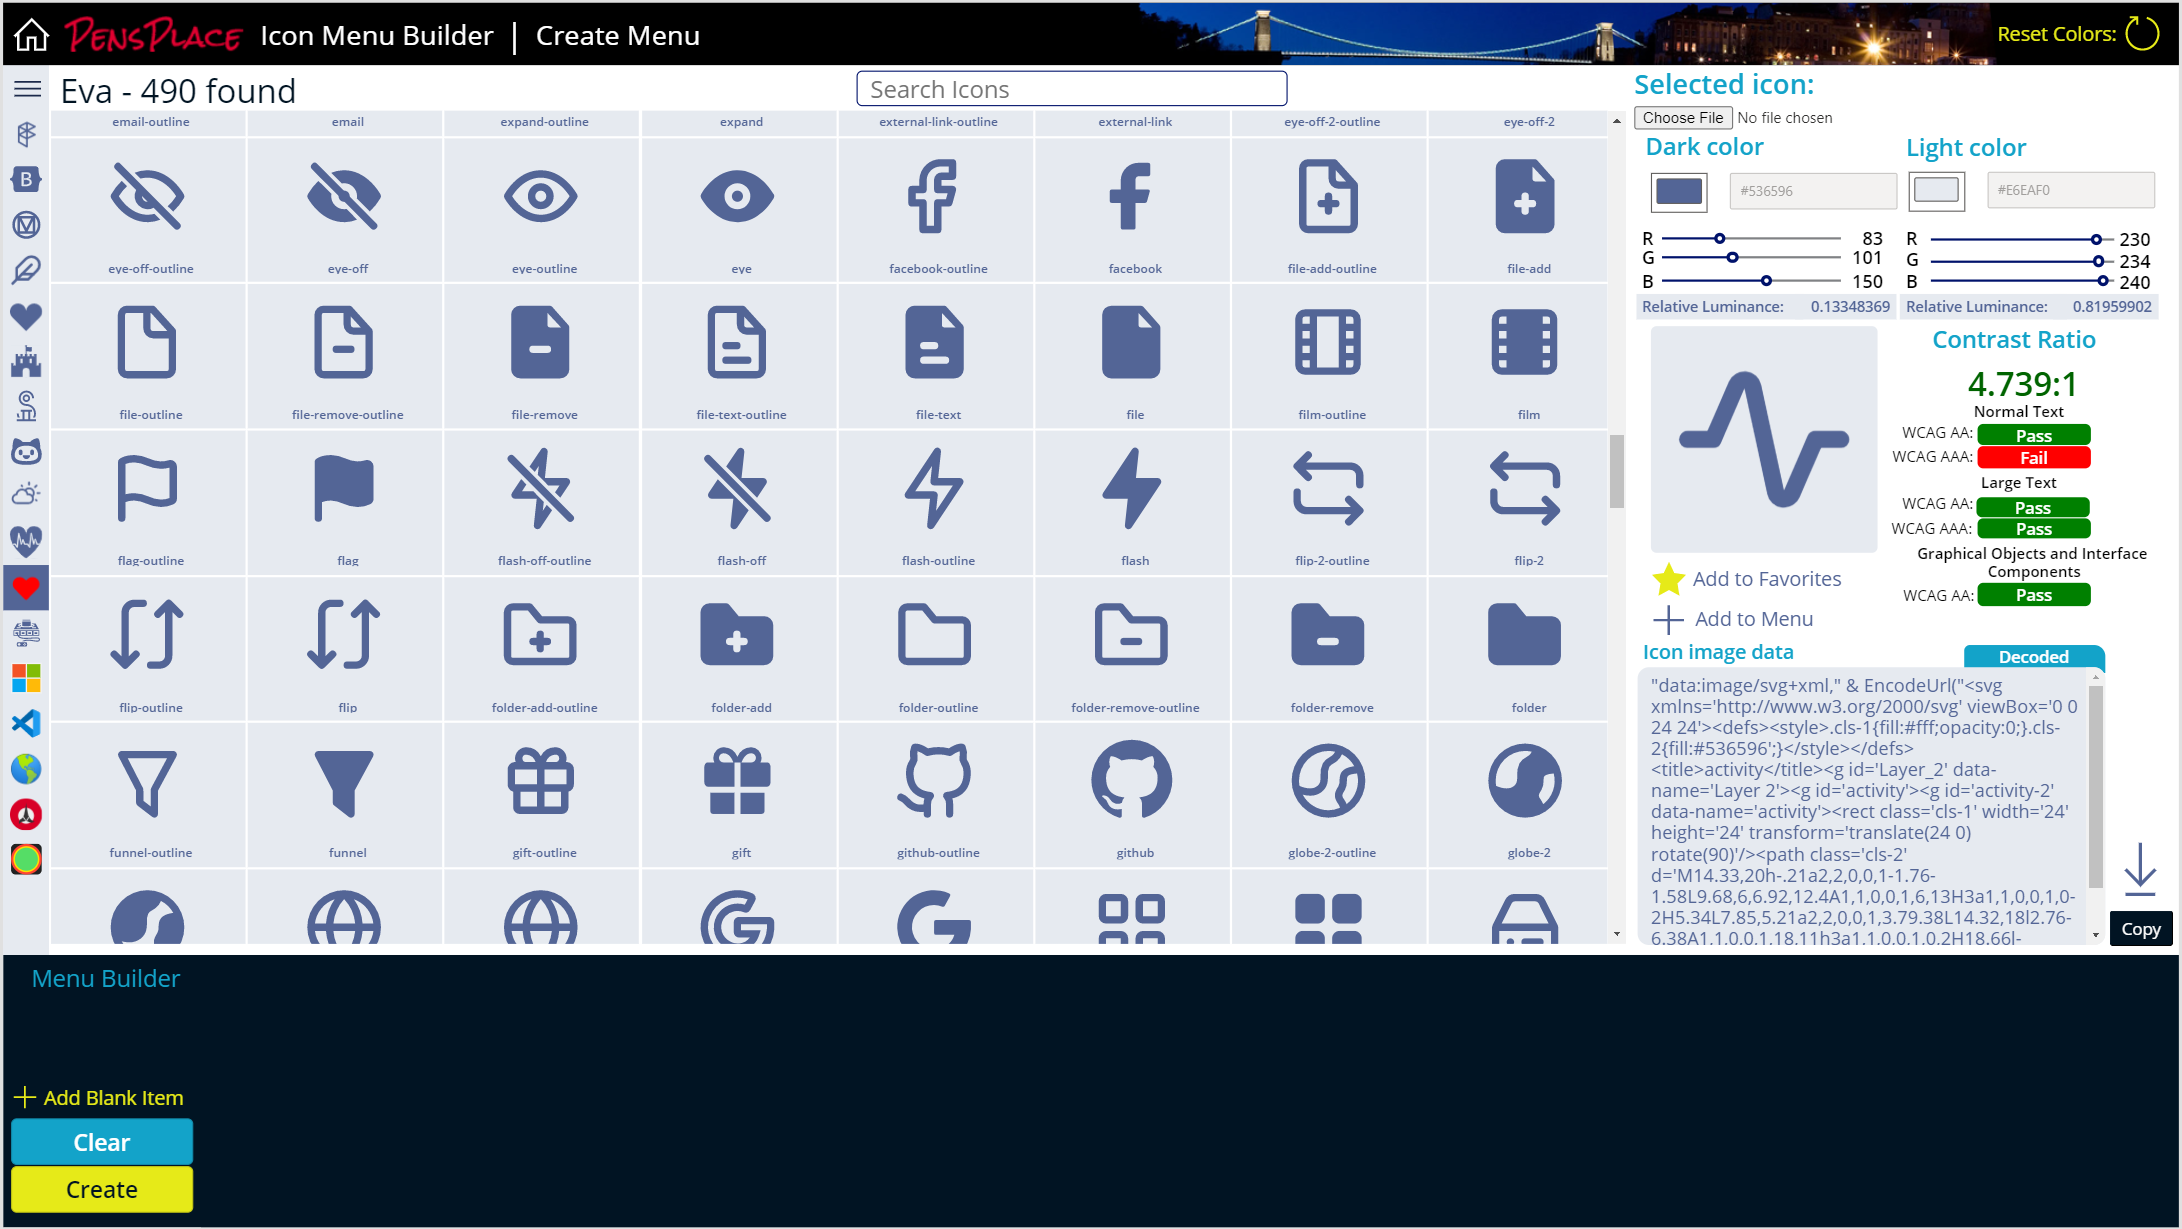 PensPlace Icon Menu Builder | Create Menu
Reset Colors:
Eva - 490 found
Search Icons
email-outline email expand-outline expand external-link-outline external-link eye-off-2-outline eye-off-2
eye-off-outline eye-off eye-outline eye facebook-outline facebook file-add-outline file-add
file-outline file-remove-outline file-remove file-text-outline file-text file film-outline film
flag-outline flag flash-off-outline flash-off flash-outline flash flip-2-outline flip-2
flip-outline flip folder-add-outline folder-add folder-outline folder-remove-outline folder-remove folder
funnel-outline funnel gift-outline gift github-outline github globe-2-outline globe-2
Selected icon:
Choose File No file chosen
Dark color
#536596
R 83
G 101
B 150
Relative Luminance: 0.13348369
Light color
#E6EAF0
R 230
G 234
B 240
Relative Luminance: 0.81959902
Contrast Ratio
4.739:1
Normal Text
WCAG AA: Pass
WCAG AAA: Fail
Large Text
WCAG AA: Pass
WCAG AAA: Pass
Graphical Objects and Interface
Components
WCAG AA: Pass
Add to Favorites
Add to Menu
Icon image data
Decoded
"data:image/svg+xml," & EncodeUrl("<svg
xmlns='http://www.w3.org/2000/svg' viewBox='0 0
24 24'><defs><style>.cls-1{fill:#fff;opacity:0;}.cls-
2{fill:#536596';}</style></defs>
<title>activity</title><g id='Layer_2' data-
name='Layer 2'><g id='activity'><g id='activity-2'
data-name='activity'><rect class='cls-1' width='24'
height='24' transform='translate(24 0)
rotate(90)'/><path class='cls-2'
d='M14.33,20h-.21a2,2,0,0,1-1.76-
1.58L9.68,6,6.92,12.4A1,1,0,0,1,6,13H3a1,1,0,0,1,0-
2H5.34L7.85,5.21a2,2,0,0,1,3.79.38L14.32,18l2.76-
6.38A1,1,0,0,1,18,11h3a1,1,0,0,1,0,2H18.66l-
Copy
Menu Builder
Add Blank Item
Clear
Create